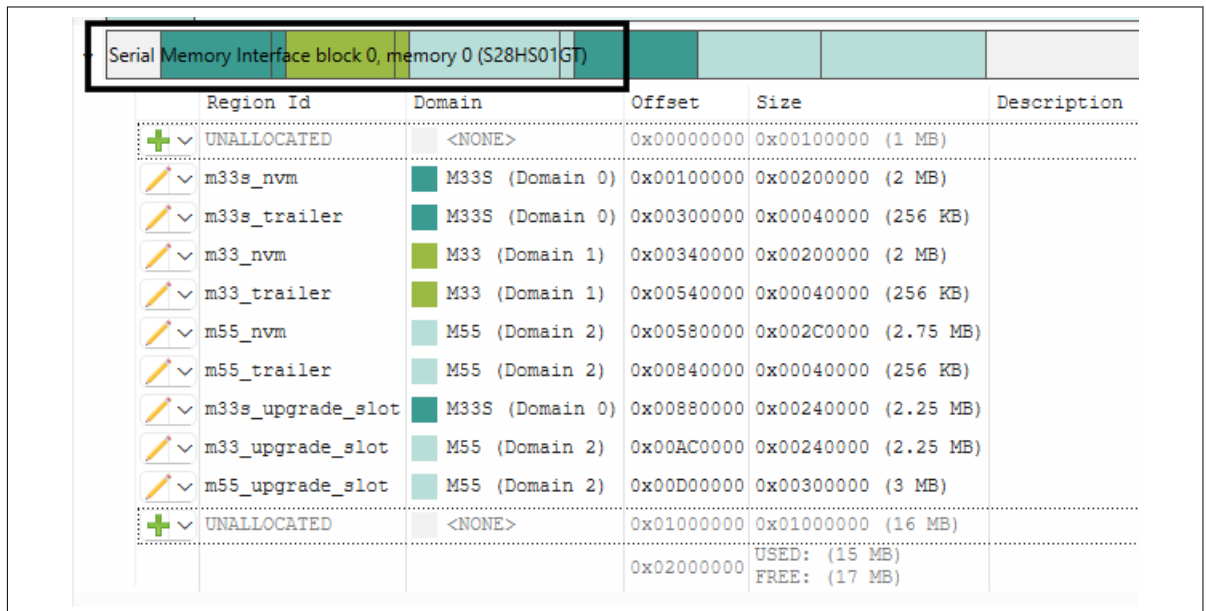 Serial Memory Interface block 0, memory 0 (S28HS01GT)
Region Id Domain Offset Size Description
UNALLOCATED <NONE> 0x00000000 0x00100000 (1 MB)
m33s_nvm M33S (Domain 0) 0x00100000 0x00200000 (2 MB)
m33s_trailer M33S (Domain 0) 0x00300000 0x00040000 (256 KB)
m33_nvm M33 (Domain 1) 0x00340000 0x00200000 (2 MB)
m33_trailer M33 (Domain 1) 0x00540000 0x00040000 (256 KB)
m55_nvm M55 (Domain 2) 0x00580000 0x002C0000 (2.75 MB)
m55_trailer M55 (Domain 2) 0x00840000 0x00040000 (256 KB)
m33s_upgrade_slot M33S (Domain 0) 0x00880000 0x00240000 (2.25 MB)
m33_upgrade_slot M55 (Domain 2) 0x00AC0000 0x00240000 (2.25 MB)
m55_upgrade_slot M55 (Domain 2) 0x00D00000 0x00300000 (3 MB)
UNALLOCATED <NONE> 0x01000000 0x01000000 (16 MB)
0x02000000 USED: (15 MB)
FREE: (17 MB)